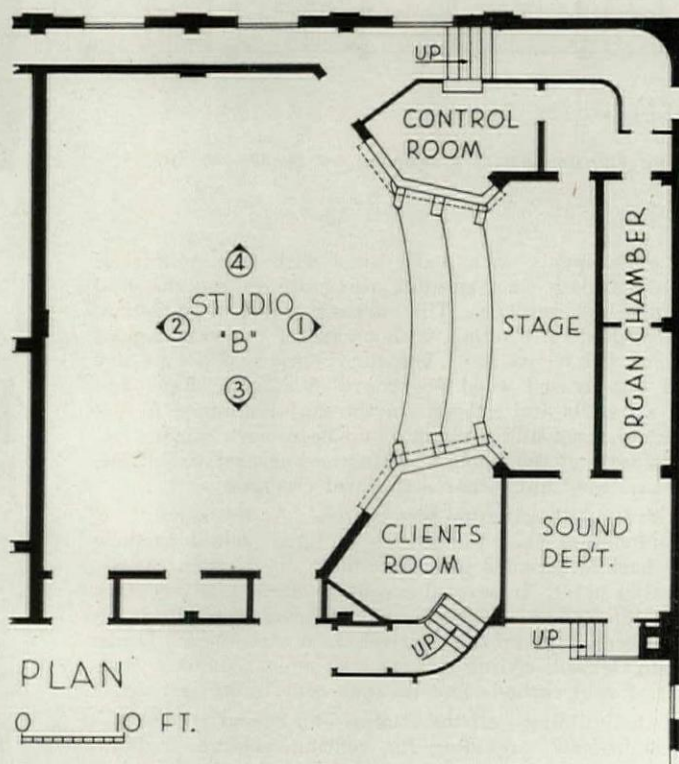 UP
CONTROL
ROOM
4
STUDIO
2
"B"
1
3
STAGE
ORGAN CHAMBER
CLIENTS
ROOM
SOUND
DEP'T.
UP
UP
PLAN
0 10 FT.